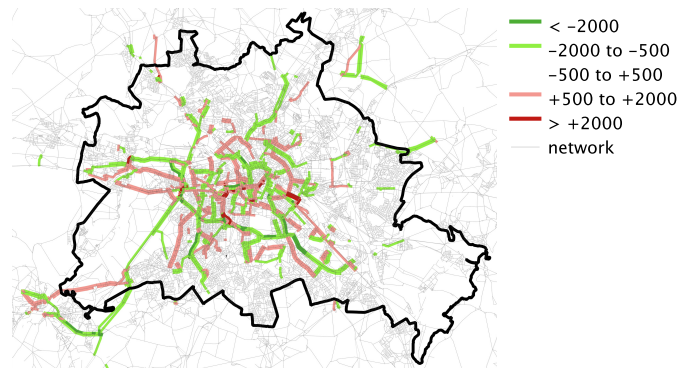 < –2000
–2000 to –500
–500 to +500
+500 to +2000
> +2000
network